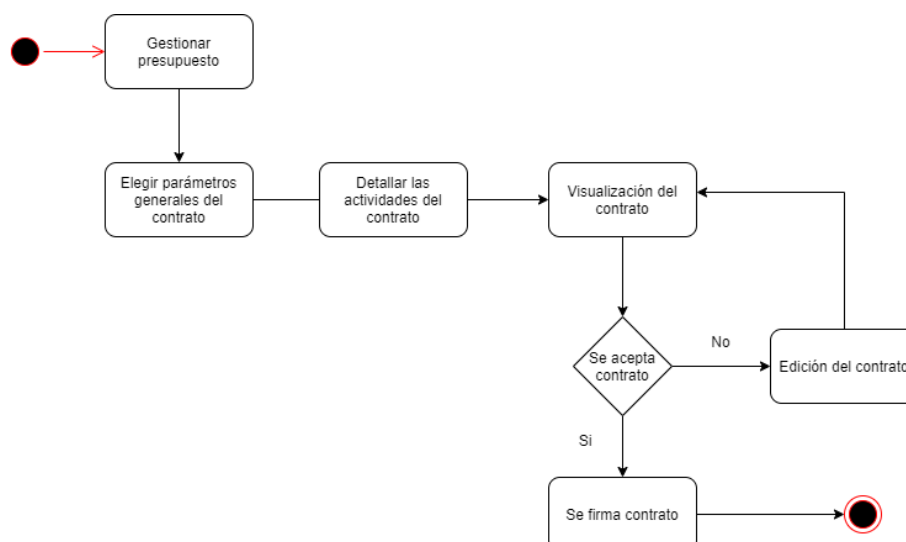 Gestionar
presupuesto
Elegir parámetros
generales del
contrato
Detallar las
actividades del
contrato
Visualización del
contrato
Se acepta
contrato
No
Edición del contrato
Si
Se firma contrato